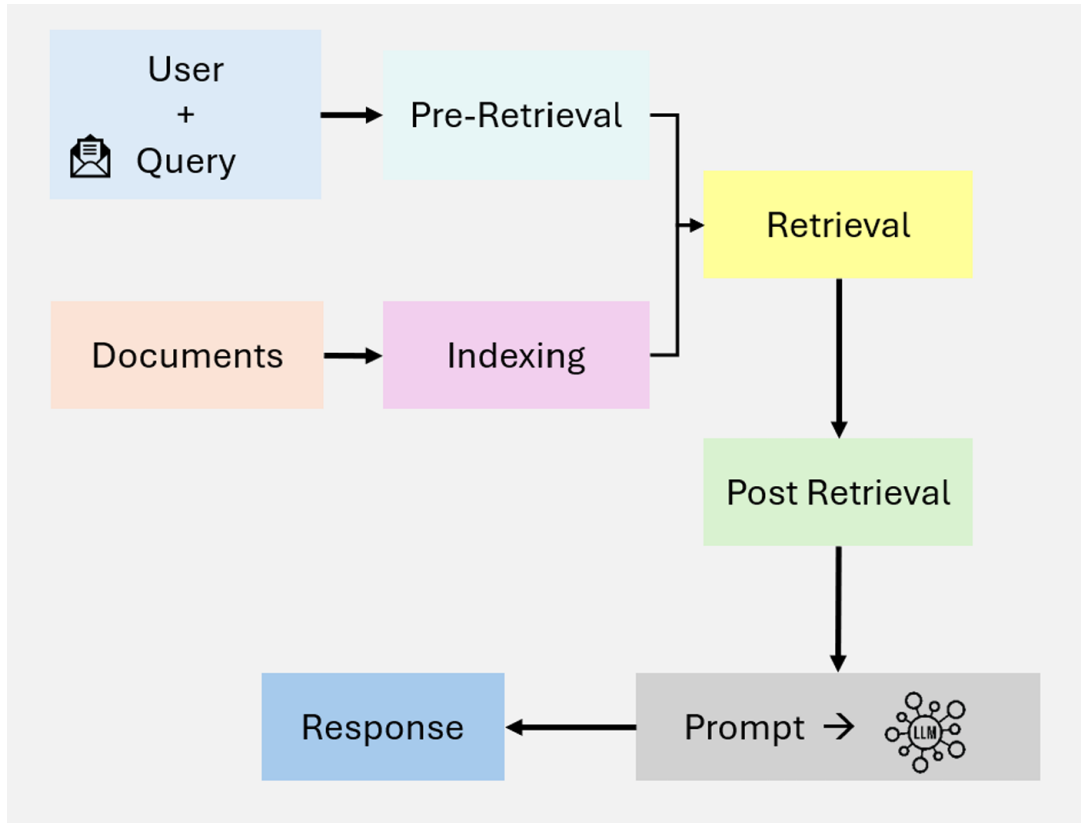 User
+
Query
Pre-Retrieval
Retrieval
Documents
Indexing
Post Retrieval
Response
Prompt →
LLM